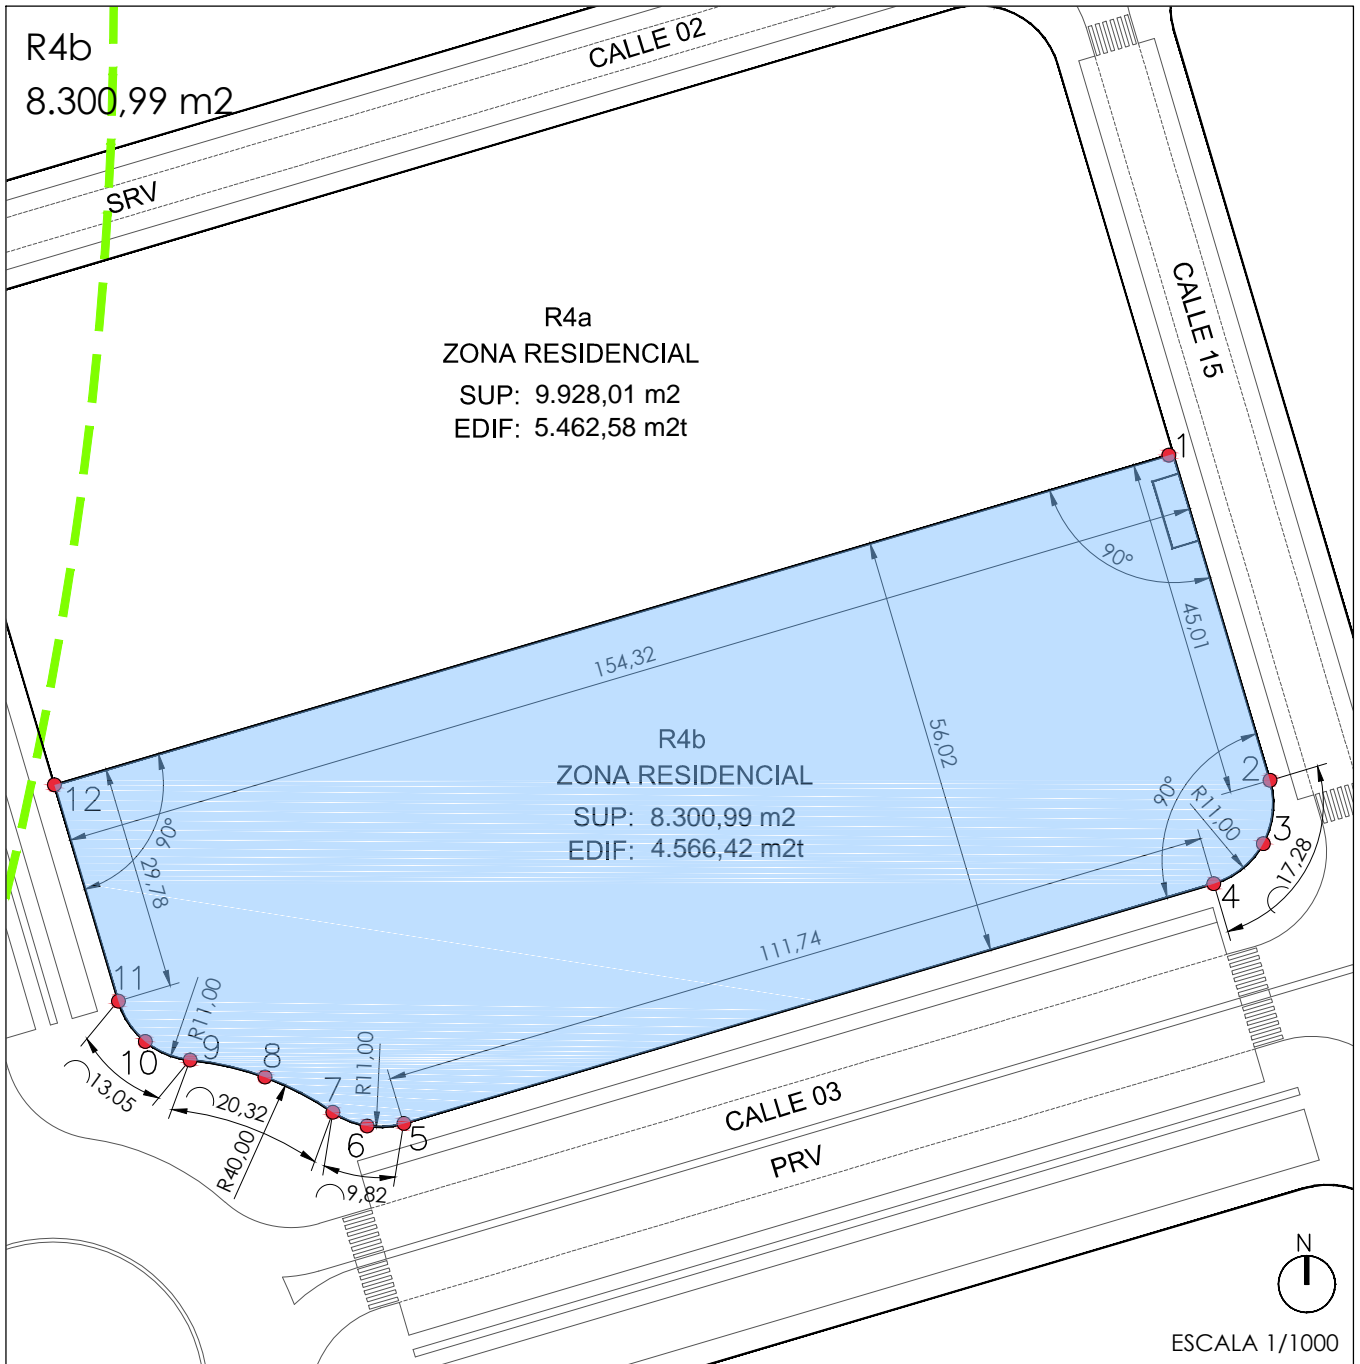 R4b
8.300,99 m2
CALLE 02
SRV
CALLE 15
R4a
ZONA RESIDENCIAL
SUP: 9.928,01 m2
EDIF: 5.462,58 m2t
1
90°
45,01
154,32
56,02
R4b
ZONA RESIDENCIAL
SUP: 8.300,99 m2
EDIF: 4.566,42 m2t
2
90°
R11,00
3
17,28
4
12
90°
29,78
111,74
11
R11,00
10
9
8
R11,00
7
6
5
13,05
20,32
R40,00
9,82
CALLE 03
PRV
N
ESCALA 1/1000